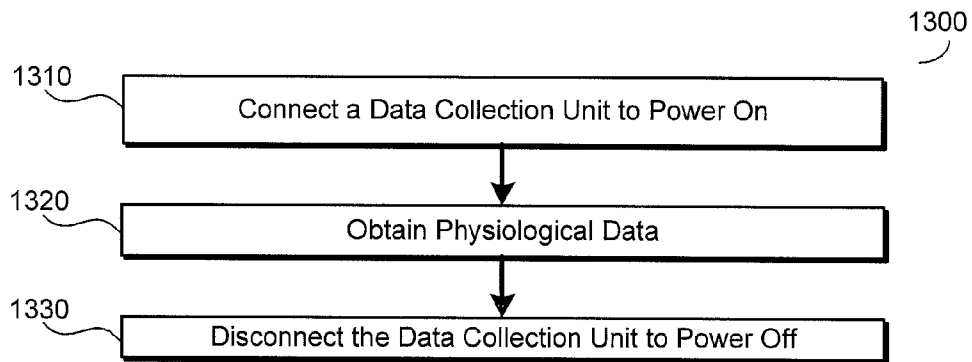 1300
1310
Connect a Data Collection Unit to Power On
1320
Obtain Physiological Data
1330
Disconnect the Data Collection Unit to Power Off